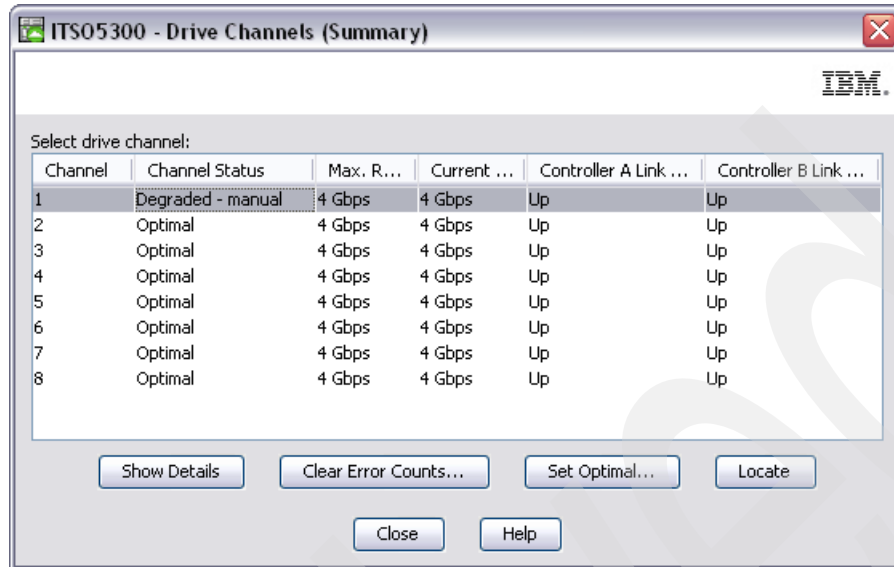 ITSO5300 - Drive Channels (Summary)
IBM.
Select drive channel:
Channel Channel Status Max. R... Current ... Controller A Link ... Controller B Link ...
1 Degraded - manual 4 Gbps 4 Gbps Up Up
2 Optimal 4 Gbps 4 Gbps Up Up
3 Optimal 4 Gbps 4 Gbps Up Up
4 Optimal 4 Gbps 4 Gbps Up Up
5 Optimal 4 Gbps 4 Gbps Up Up
6 Optimal 4 Gbps 4 Gbps Up Up
7 Optimal 4 Gbps 4 Gbps Up Up
8 Optimal 4 Gbps 4 Gbps Up Up
Show Details Clear Error Counts... Set Optimal... Locate
Close Help